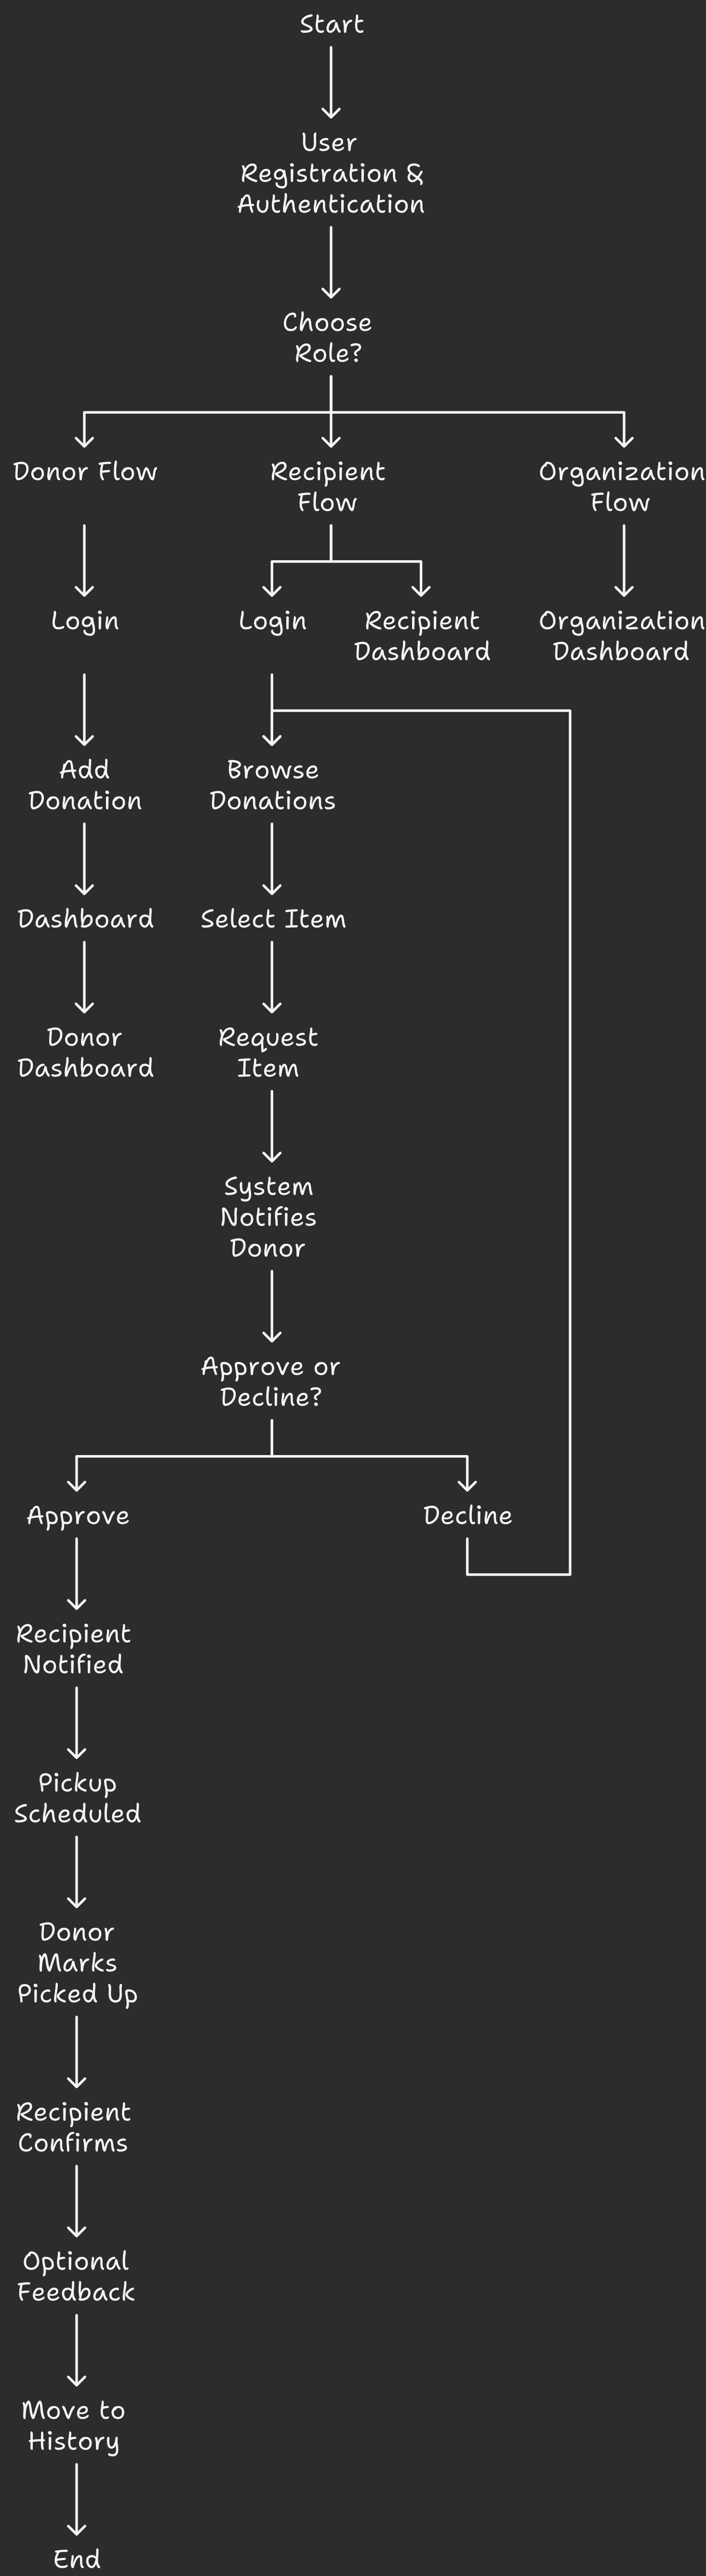 Start
User
Registration &
Authentication
Choose
Role?
Donor Flow
Recipient
Flow
Organization
Flow
Login
Login
Recipient
Dashboard
Organization
Dashboard
Add
Donation
Browse
Donations
Dashboard
Select Item
Donor
Dashboard
Request
Item
System
Notifies
Donor
Approve or
Decline?
Approve
Decline
Recipient
Notified
Pickup
Scheduled
Donor
Marks
Picked Up
Recipient
Confirms
Optional
Feedback
Move to
History
End